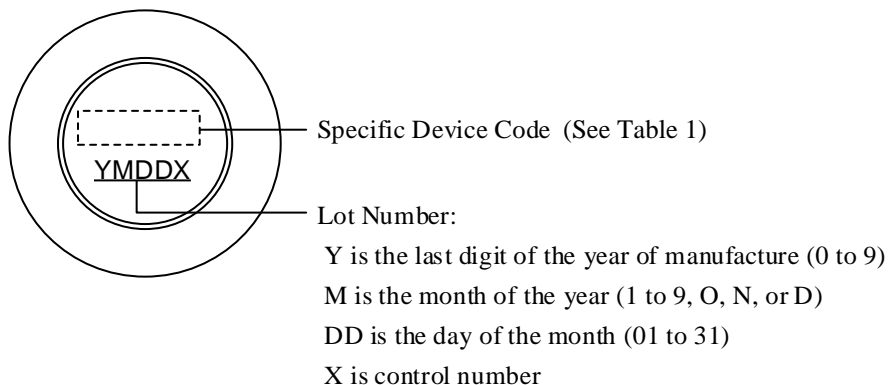 Specific Device Code (See Table 1)
YMDDX
Lot Number:
Y is the last digit of the year of manufacture (0 to 9)
M is the month of the year (1 to 9, O, N, or D)
DD is the day of the month (01 to 31)
X is control number